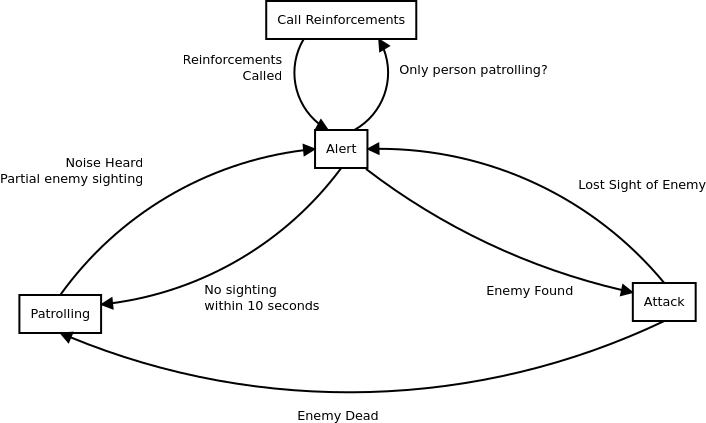 Call Reinforcements
Reinforcements
Called
Only person patrolling?
Alert
Noise Heard
Partial enemy sighting
Lost Sight of Enemy
No sighting
within 10 seconds
Enemy Found
Patrolling
Attack
Enemy Dead